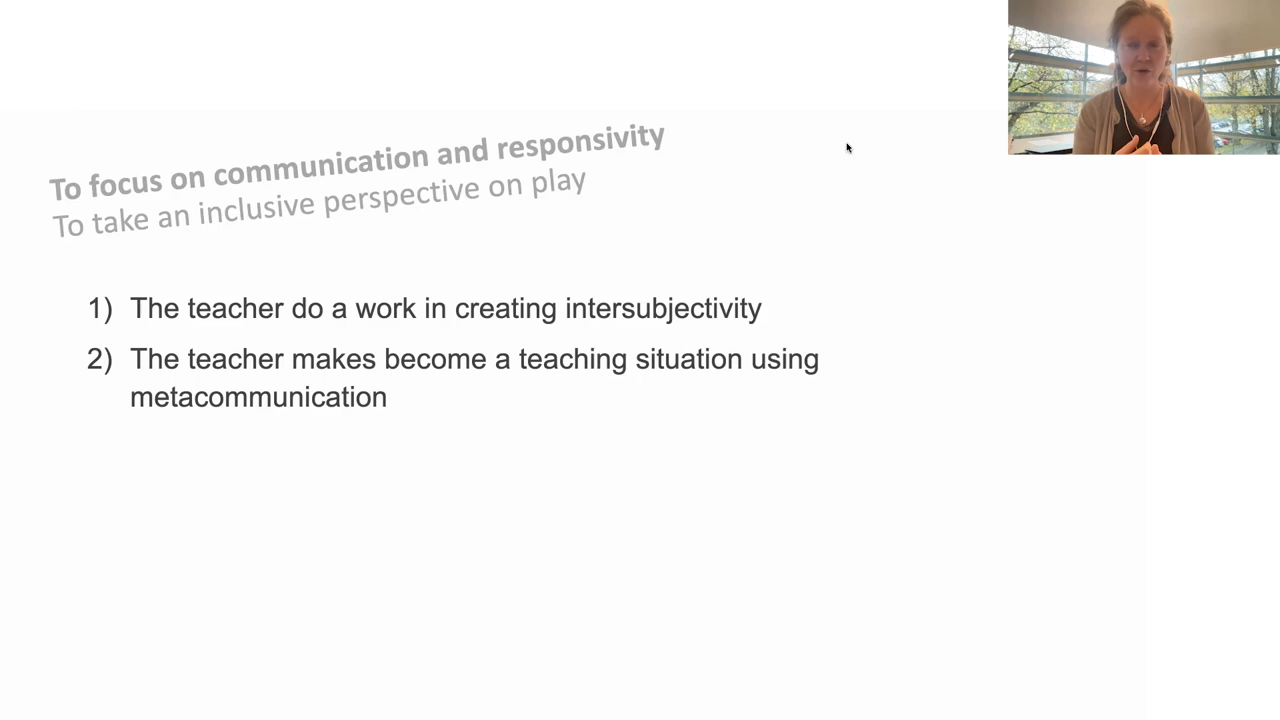 To focus on communication and responsivity
To take an inclusive perspective on play
1) The teacher do a work in creating intersubjectivity
2) The teacher makes become a teaching situation using
metacommunication